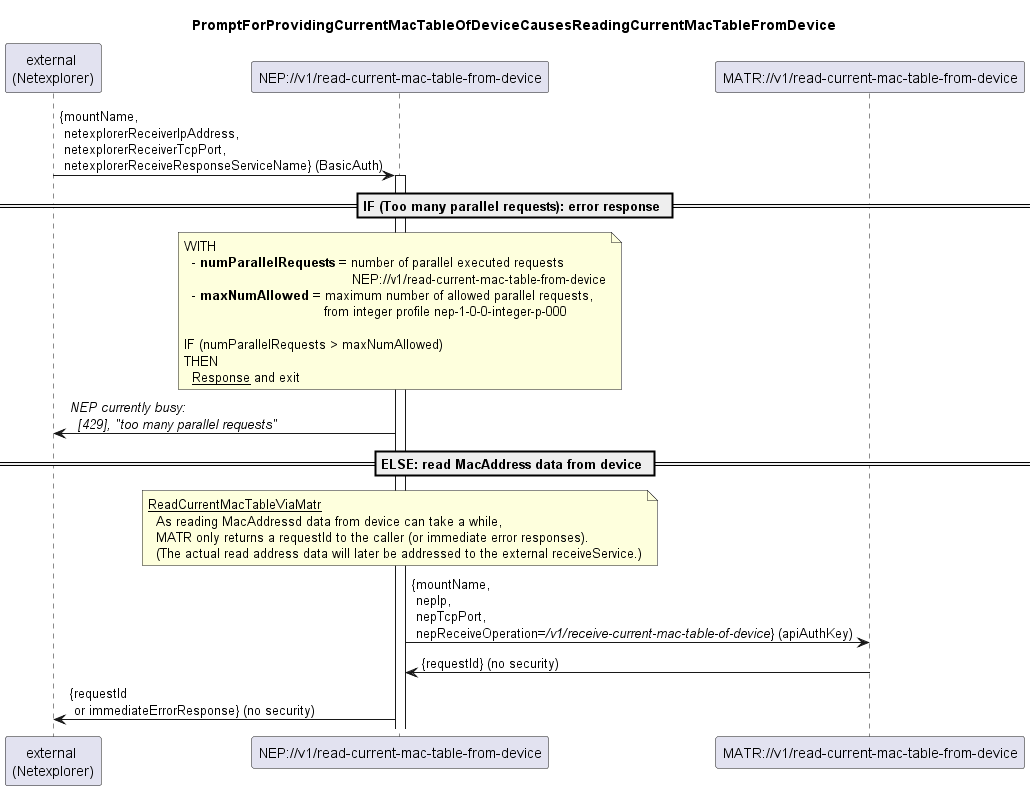 PromptForProvidingCurrentMacTableOfDeviceCausesReadingCurrentMacTableFromDevice
external
(Netexplorer)
NEP://v1/read-current-mac-table-from-device
MATR://v1/read-current-mac-table-from-device
{mountName,
netexplorerReceiverIpAddress,
netexplorerReceiverTcpPort,
netexplorerReceiveResponseServiceName} (BasicAuth)
IF (Too many parallel requests): error response
WITH
- numParallelRequests = number of parallel executed requests
NEP://v1/read-current-mac-table-from-device
- maxNumAllowed = maximum number of allowed parallel requests,
from integer profile nep-1-0-0-integer-p-000
IF (numParallelRequests > maxNumAllowed)
THEN
Response and exit
NEP currently busy:
[429], "too many parallel requests"
ELSE: read MacAddress data from device
ReadCurrentMacTableViaMatr
As reading MacAddressd data from device can take a while,
MATR only returns a requestId to the caller (or immediate error responses).
(The actual read address data will later be addressed to the external receiveService.)
{mountName,
nepIp,
nepTcpPort,
nepReceiveOperation=/v1/receive-current-mac-table-of-device} (apiAuthKey)
{requestId} (no security)
{requestId
or immediateErrorResponse} (no security)
external
(Netexplorer)
NEP://v1/read-current-mac-table-from-device
MATR://v1/read-current-mac-table-from-device